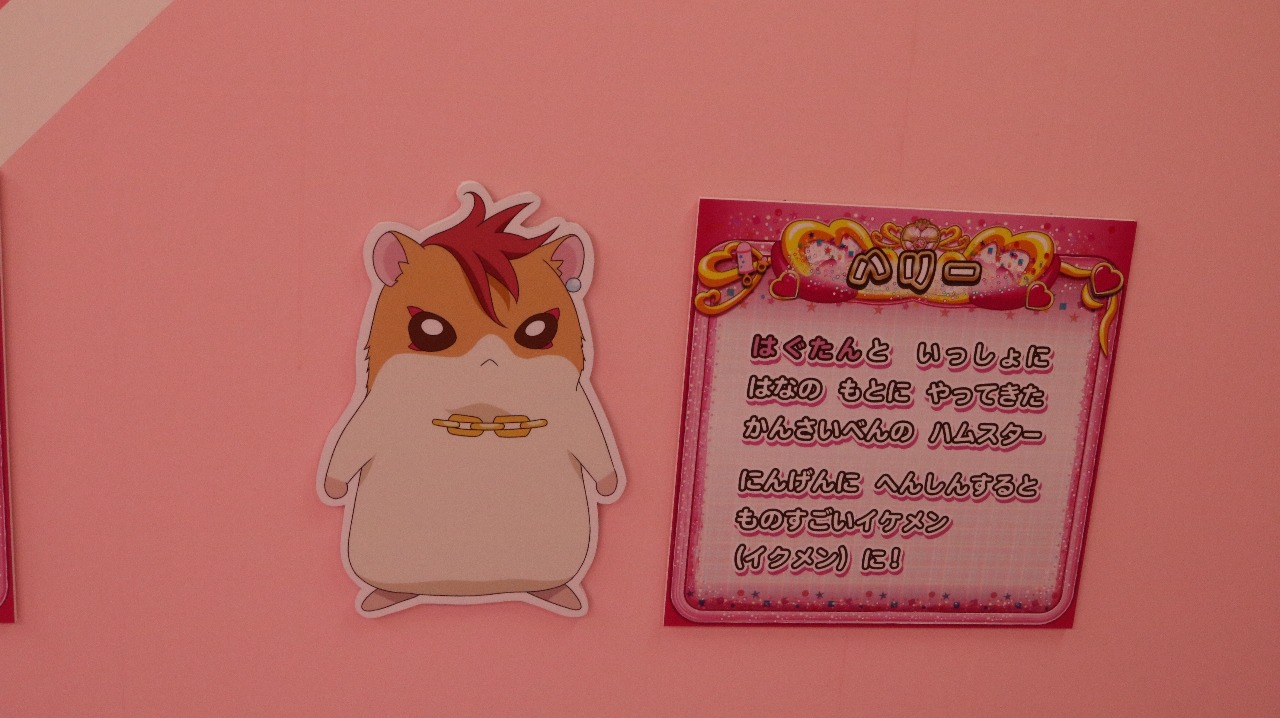 ハリー
はぐたんと いっしょに
はなの もとに やってきた
かんさいべんの ハムスター
にんげんに へんしんすると
ものすごいイケメン
(イクメン) に!